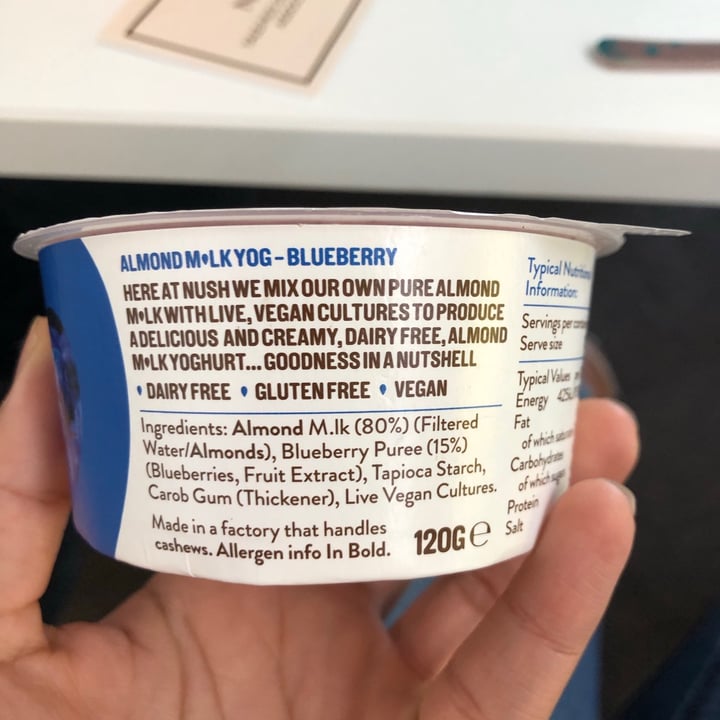 ALMOND M•LK YOG – BLUEBERRY
HERE AT NUSH WE MIX OUR OWN PURE ALMOND
M•LK WITH LIVE, VEGAN CULTURES TO PRODUCE
A DELICIOUS AND CREAMY, DAIRY FREE, ALMOND
M•LK YOGHURT... GOODNESS IN A NUTSHELL
• DAIRY FREE • GLUTEN FREE • VEGAN
Ingredients: Almond M.lk (80%) (Filtered
Water/Almonds), Blueberry Puree (15%)
(Blueberries, Fruit Extract), Tapioca Starch,
Carob Gum (Thickener), Live Vegan Cultures.
Made in a factory that handles
cashews. Allergen info In Bold.
120G e
Typical
Information:
Servings per
Serve size
Typical Values
Energy
Fat
of which
Carbohydrates
of which
Protein
Salt